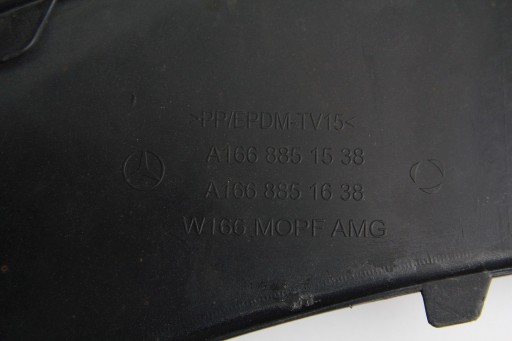 >PP/EPDM-TV15<
A166 885 15 38
A166 885 16 38
W166 MOPF AMG